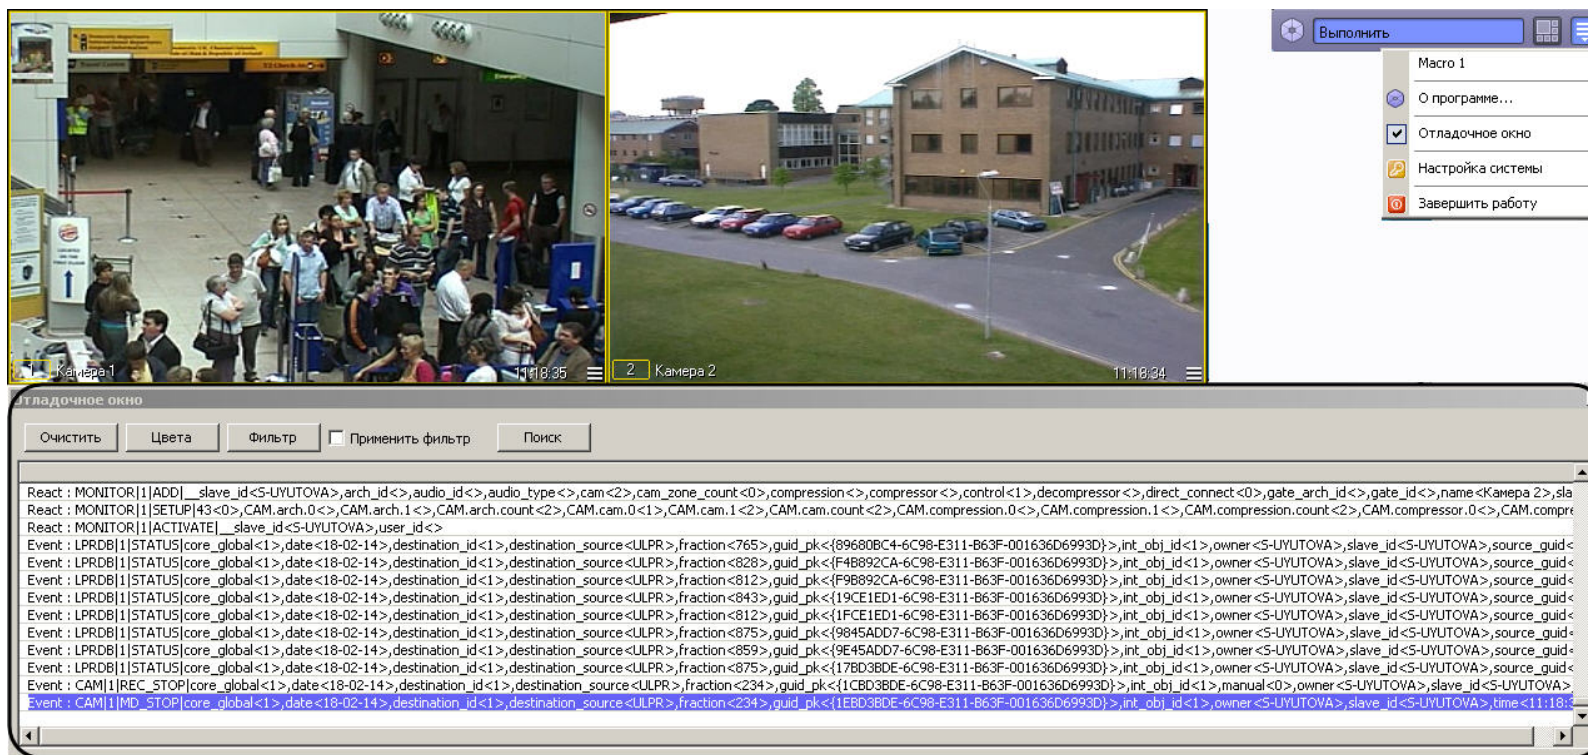 Domestic departures
International departures
Airport information
Travel Centre
T2 Check-in
Emergency
BURGER KING
1 Камера 1
11:18:35
2 Камера 2
11:18:34
Выполнить
Macro 1
О программе...
Отладочное окно
Настройка системы
Завершить работу
Отладочное окно
Очистить
Цвета
Фильтр
Применить фильтр
Поиск
React : MONITOR|1|ADD|__slave_id<S-UYUTOVA>,arch_id<>,audio_id<>,audio_type<>,cam<2>,cam_zone_count<0>,compression<>,compressor<>,control<1>,decompressor<>,direct_connect<0>,gate_arch_id<>,gate_id<>,name<Камера 2>,sla
React : MONITOR|1|SETUP|43<0>,CAM.arch.0<>,CAM.arch.1<>,CAM.arch.count<2>,CAM.cam.0<1>,CAM.cam.1<2>,CAM.cam.count<2>,CAM.compression.0<>,CAM.compression.1<>,CAM.compression.count<2>,CAM.compressor.0<>,CAM.compre
React : MONITOR|1|ACTIVATE|__slave_id<S-UYUTOVA>,user_id<>
Event : LPRDB|1|STATUS|core_global<1>,date<18-02-14>,destination_id<1>,destination_source<ULPR>,fraction<765>,guid_pk<{89680BC4-6C98-E311-B63F-001636D6993D}>,int_obj_id<1>,owner<S-UYUTOVA>,slave_id<S-UYUTOVA>,source_guid<
Event : LPRDB|1|STATUS|core_global<1>,date<18-02-14>,destination_id<1>,destination_source<ULPR>,fraction<828>,guid_pk<{F4B892CA-6C98-E311-B63F-001636D6993D}>,int_obj_id<1>,owner<S-UYUTOVA>,slave_id<S-UYUTOVA>,source_guid<
Event : LPRDB|1|STATUS|core_global<1>,date<18-02-14>,destination_id<1>,destination_source<ULPR>,fraction<812>,guid_pk<{F9B892CA-6C98-E311-B63F-001636D6993D}>,int_obj_id<1>,owner<S-UYUTOVA>,slave_id<S-UYUTOVA>,source_guid<
Event : LPRDB|1|STATUS|core_global<1>,date<18-02-14>,destination_id<1>,destination_source<ULPR>,fraction<843>,guid_pk<{19CE1ED1-6C98-E311-B63F-001636D6993D}>,int_obj_id<1>,owner<S-UYUTOVA>,slave_id<S-UYUTOVA>,source_guid<
Event : LPRDB|1|STATUS|core_global<1>,date<18-02-14>,destination_id<1>,destination_source<ULPR>,fraction<812>,guid_pk<{1FCE1ED1-6C98-E311-B63F-001636D6993D}>,int_obj_id<1>,owner<S-UYUTOVA>,slave_id<S-UYUTOVA>,source_guid<
Event : LPRDB|1|STATUS|core_global<1>,date<18-02-14>,destination_id<1>,destination_source<ULPR>,fraction<875>,guid_pk<{9845ADD7-6C98-E311-B63F-001636D6993D}>,int_obj_id<1>,owner<S-UYUTOVA>,slave_id<S-UYUTOVA>,source_guid<
Event : LPRDB|1|STATUS|core_global<1>,date<18-02-14>,destination_id<1>,destination_source<ULPR>,fraction<859>,guid_pk<{9E45ADD7-6C98-E311-B63F-001636D6993D}>,int_obj_id<1>,owner<S-UYUTOVA>,slave_id<S-UYUTOVA>,source_guid<
Event : LPRDB|1|STATUS|core_global<1>,date<18-02-14>,destination_id<1>,destination_source<ULPR>,fraction<875>,guid_pk<{17BD3BDE-6C98-E311-B63F-001636D6993D}>,int_obj_id<1>,owner<S-UYUTOVA>,slave_id<S-UYUTOVA>,source_guid<
Event : CAM|1|REC_STOP|core_global<1>,date<18-02-14>,destination_id<1>,destination_source<ULPR>,fraction<234>,guid_pk<{1CBD3BDE-6C98-E311-B63F-001636D6993D}>,int_obj_id<1>,manual<0>,owner<S-UYUTOVA>,slave_id<S-UYUTOVA>
Event : CAM|1|MD_STOP|core_global<1>,date<18-02-14>,destination_id<1>,destination_source<ULPR>,fraction<234>,guid_pk<{1EBD3BDE-6C98-E311-B63F-001636D6993D}>,int_obj_id<1>,owner<S-UYUTOVA>,slave_id<S-UYUTOVA>,time<11:18:3